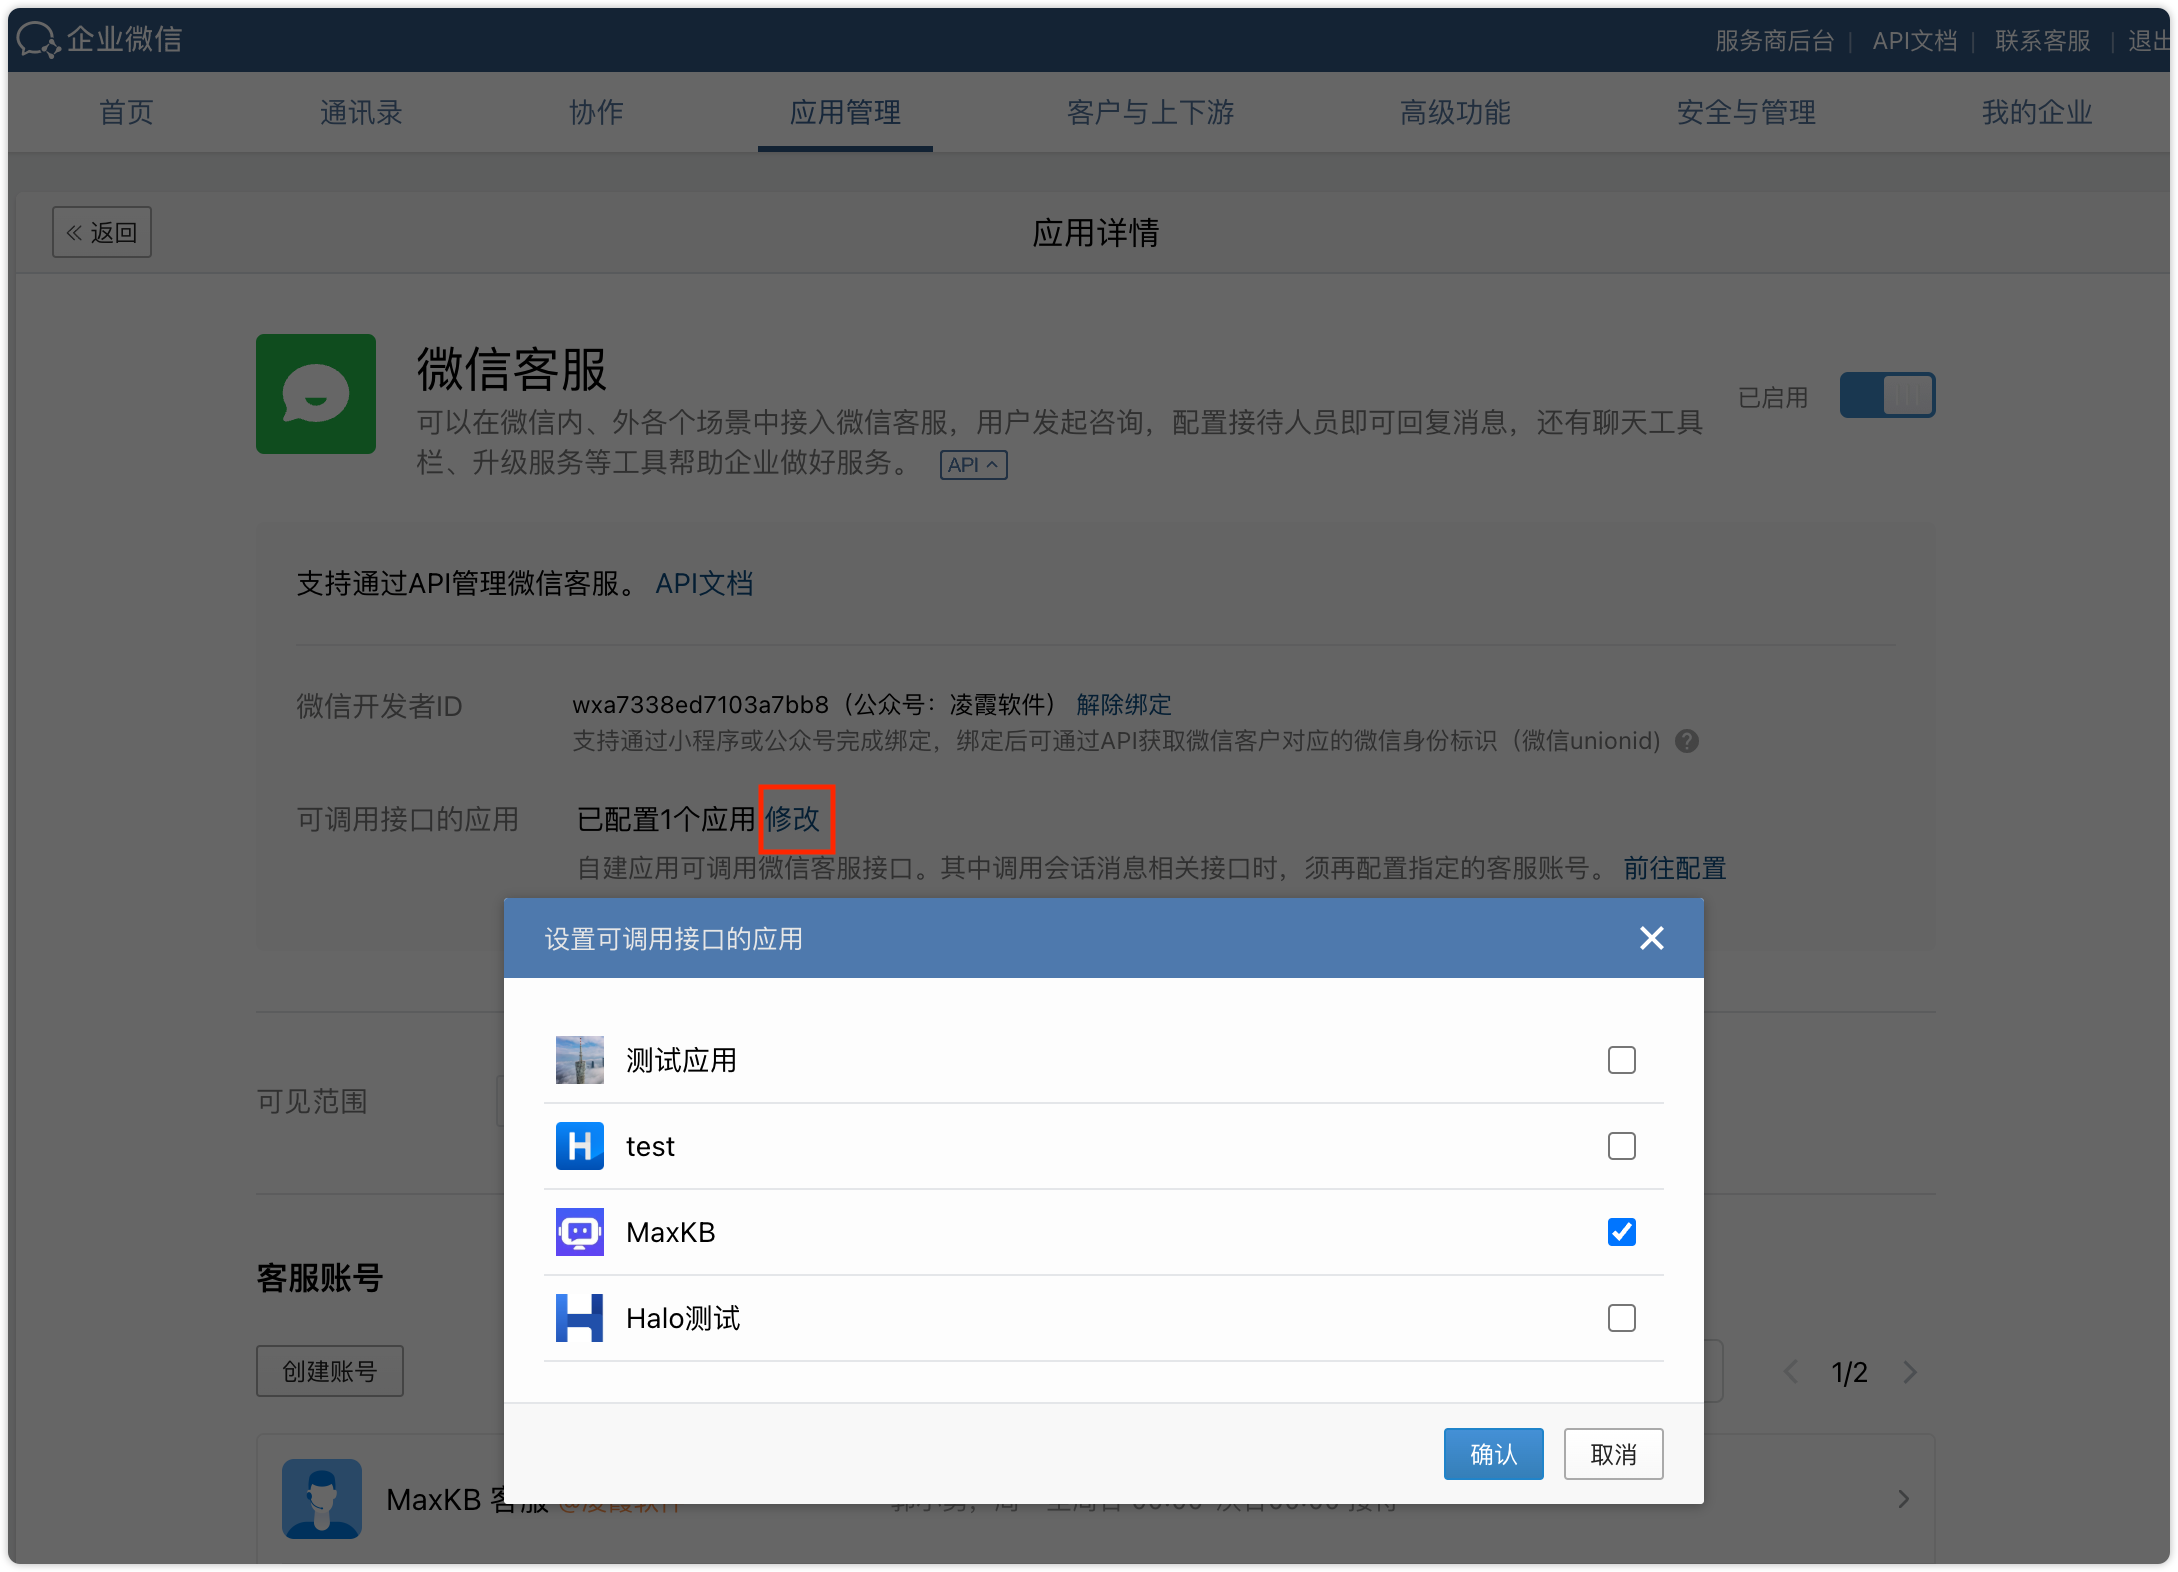 企业微信
服务商后台 | API文档 | 联系客服 | 退出
首页 通讯录 协作 应用管理 客户与上下游 高级功能 安全与管理 我的企业
« 返回
应用详情
微信客服
可以在微信内、外各个场景中接入微信客服，用户发起咨询，配置接待人员即可回复消息，还有聊天工具
栏、升级服务等工具帮助企业做好服务。 API
已启用
支持通过API管理微信客服。 API文档
微信开发者ID wxa7338ed7103a7bb8（公众号：凌霞软件） 解除绑定
支持通过小程序或公众号完成绑定，绑定后可通过API获取微信客户对应的微信身份标识（微信unionid) ?
可调用接口的应用 已配置1个应用 修改
自建应用可调用微信客服接口。其中调用会话消息相关接口时，须再配置指定的客服账号。 前往配置
设置可调用接口的应用
测试应用
test
MaxKB
Halo测试
确认 取消
可见范围
客服账号
创建账号
1/2
MaxKB 客服 @凌霞软件